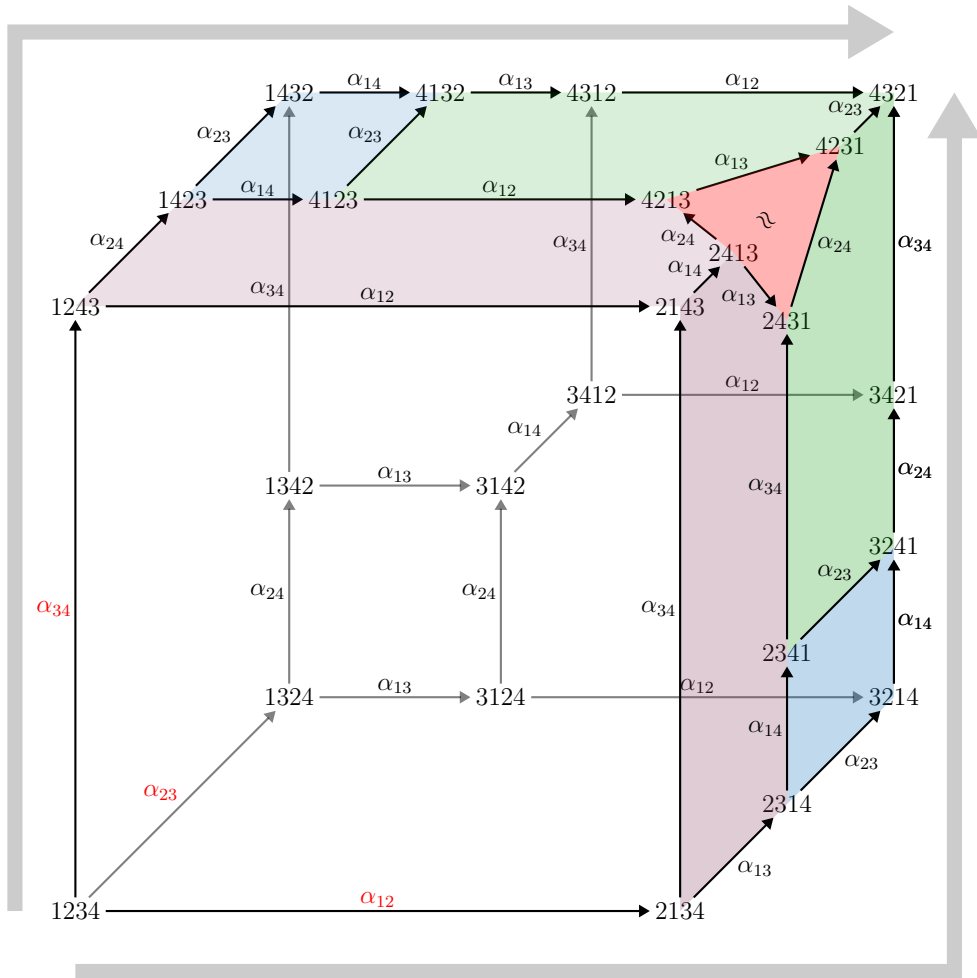 α₁₄ α₁₃ α₁₂
1432 4132 4312 4321
α₂₃
α₂₃ α₂₃
4231
α₁₃
α₁₄ α₁₂
1423 4123 4213
≈
α₂₄ α₃₄ α₂₄ α₂₄ α₃₄
2413
α₁₄
α₃₄ α₁₂ α₁₃
1243 2143
2431
α₁₂
3412 3421
α₁₄
α₁₃ α₂₄
1342 3142 α₃₄
3241
α₂₃
α₃₄ α₂₄ α₂₄ α₃₄ α₁₄
2341
α₁₃ α₁₂
1324 3124 3214
α₁₄
α₂₃ α₂₃
2314
α₁₃
α₁₂
1234 2134